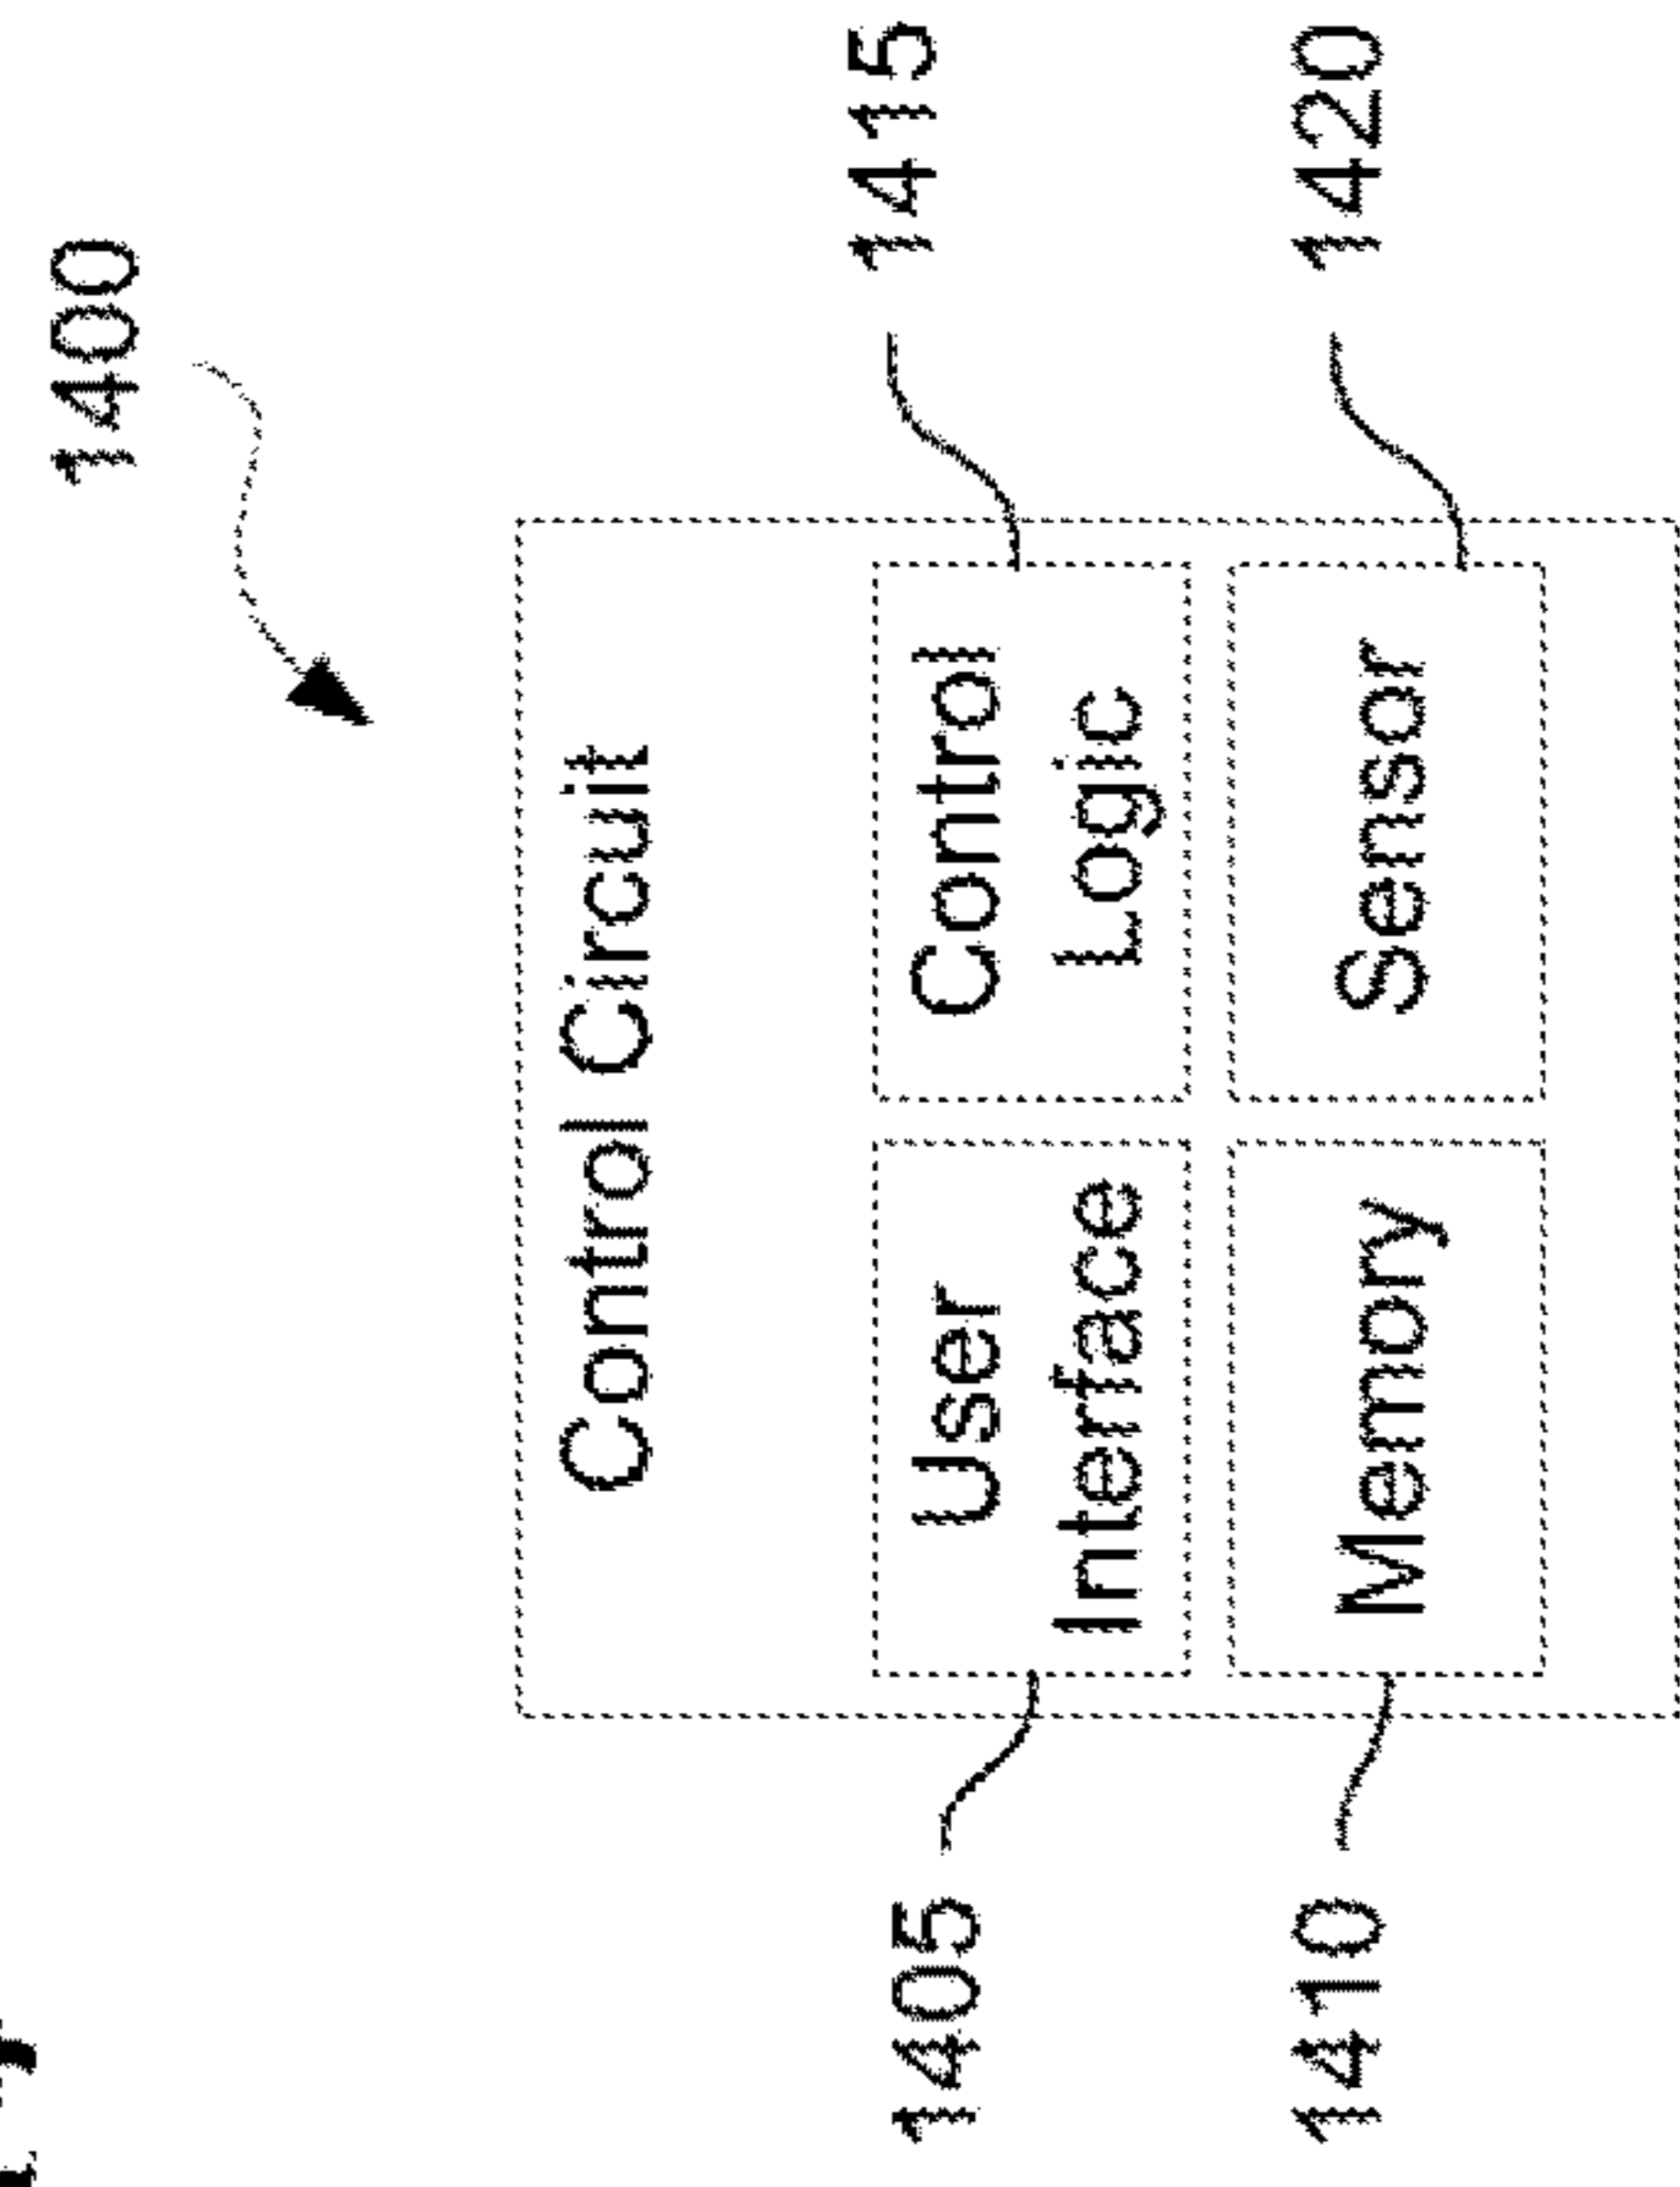 1400
Control Circuit
1405
User
Interface
Control
Logic
1415
1410
Memory
Sensor
1420